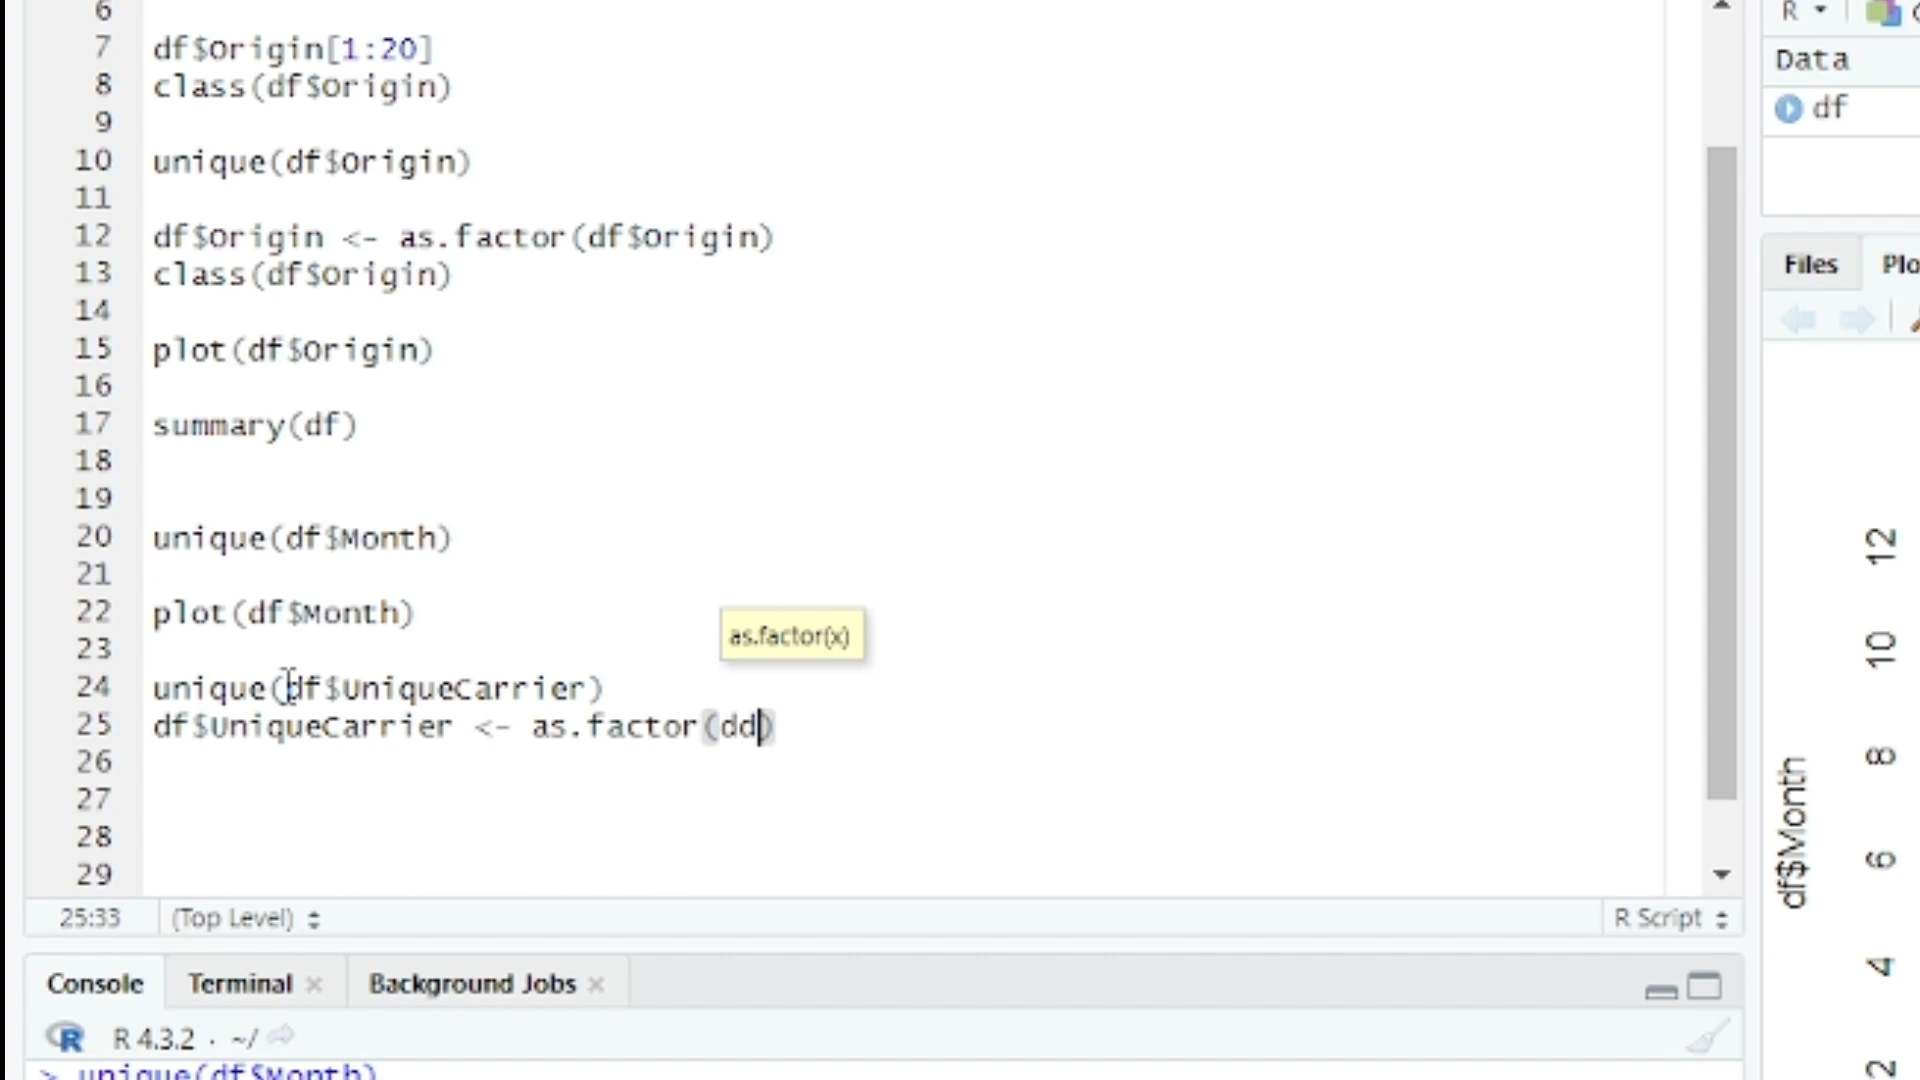 6
7 df$Origin[1:20]
8 class(df$Origin)
9
10 unique(df$Origin)
11
12 df$Origin <- as.factor(df$Origin)
13 class(df$Origin)
14
15 plot(df$Origin)
16
17 summary(df)
18
19
20 unique(df$Month)
21
22 plot(df$Month)
23
as.factor(x)
24 unique(df$UniqueCarrier)
25 df$UniqueCarrier <- as.factor(dd)
26
27
28
29
25:33 (Top Level) R Script
Console Terminal Background Jobs
R 4.3.2 · ~/
> unique(df$Month)
R
Data
df
Files
12
10
8
6
4
2
df$Month